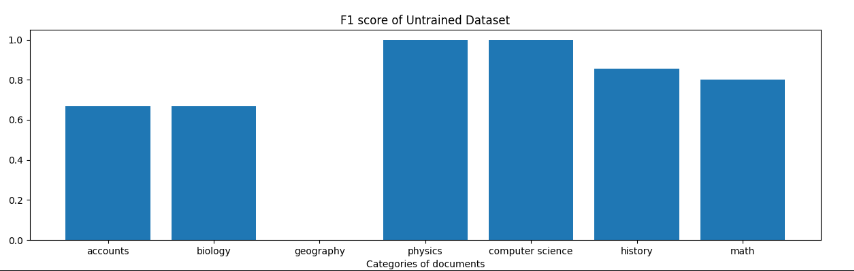 F1 score of Untrained Dataset
1.0
0.8
0.6
0.4
0.2
0.0
accounts biology geography physics computer science history math
Categories of documents